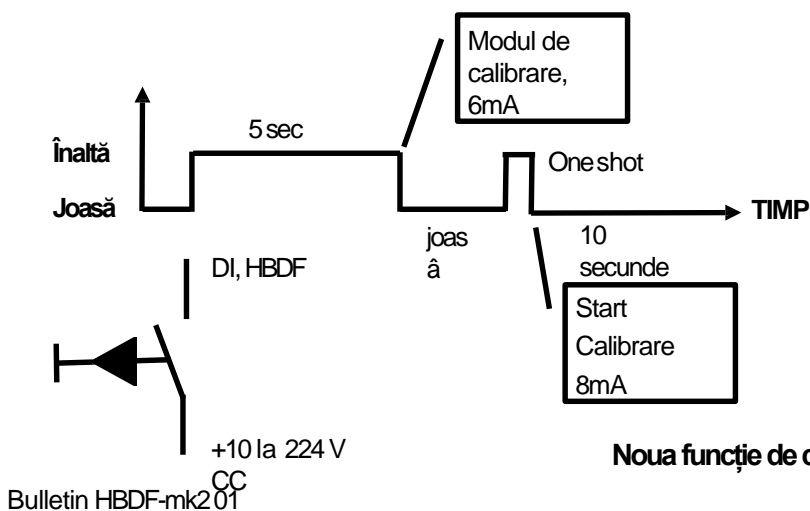 Modul de
calibrare,
6mA
5 sec
Înaltă
One shot
Joasă
TIMP
joas
â
10
secunde
DI, HBDF
Start
Calibrare
8mA
+10 la 224 V
CC
Noua funcție de
Bulletin HBDF-mk2 01